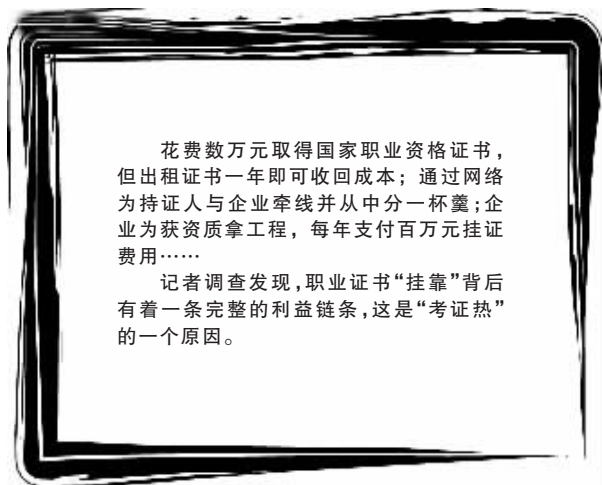 花费数万元取得国家职业资格证书，
但出租证书一年即可收回成本；通过网络
为持证人与企业牵线并从中分一杯羹；企
业为获资质拿工程，每年支付百万元挂证
费用……
记者调查发现，职业证书“挂靠”背后
有着一条完整的利益链条，这是“考证热”
的一个原因。